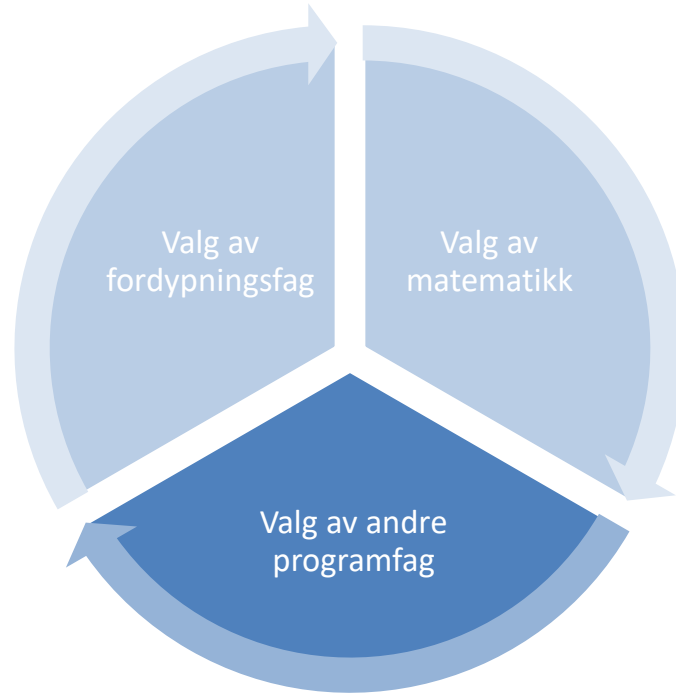 Valg av
fordypningsfag
Valg av
matematikk
Valg av andre
programfag